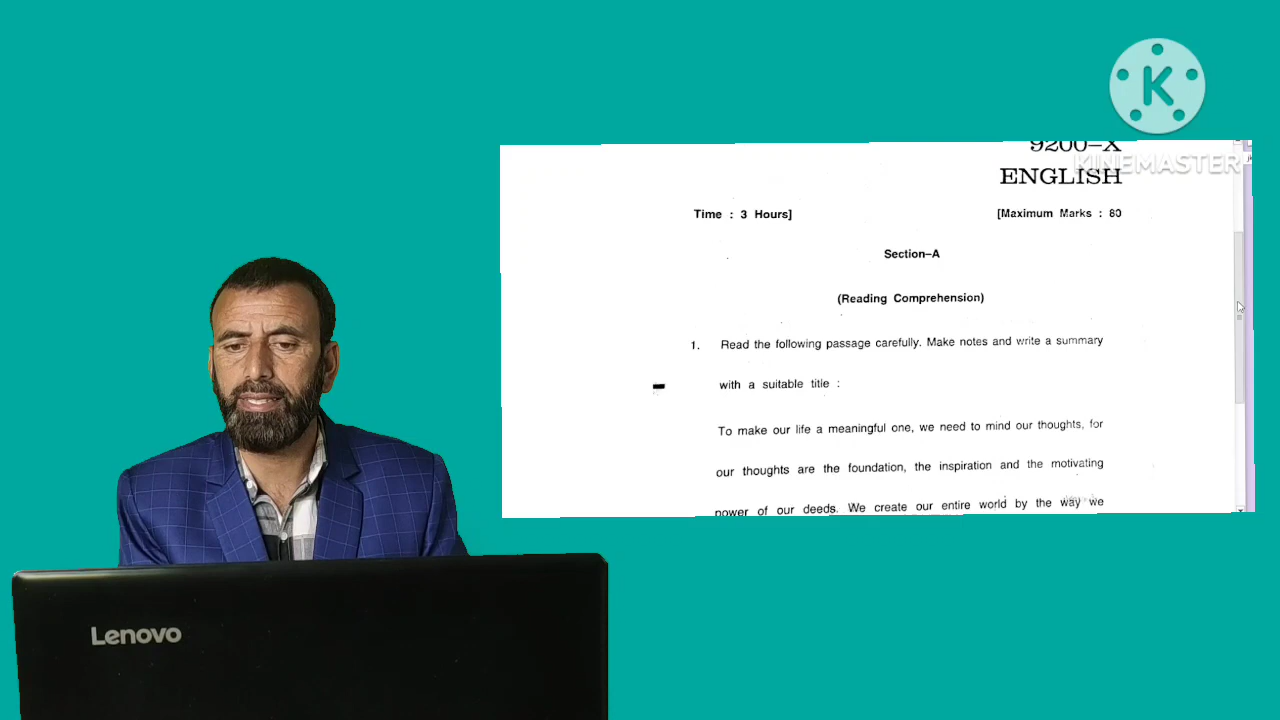 KINEMASTER
9200–X
ENGLISH
Time : 3 Hours]
[Maximum Marks : 80
Section–A
(Reading Comprehension)
1. Read the following passage carefully. Make notes and write a summary
with a suitable title :
To make our life a meaningful one, we need to mind our thoughts, for
our thoughts are the foundation, the inspiration and the motivating
power of our deeds. We create our entire world by the way we
Lenovo